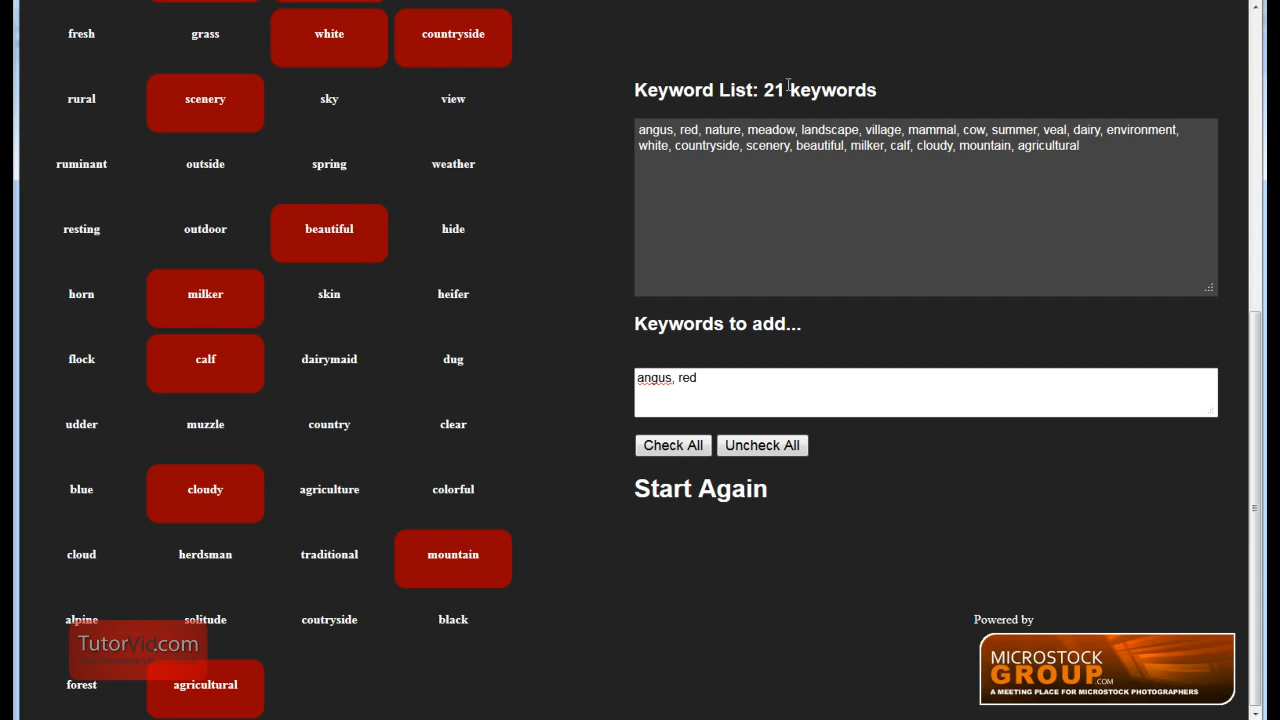 fresh grass white countryside
rural scenery sky view
ruminant outside spring weather
resting outdoor beautiful hide
horn milker skin heifer
flock calf dairymaid dug
udder muzzle country clear
blue cloudy agriculture colorful
cloud herdsman traditional mountain
alpine solitude coutryside black
TutorVid.com
forest agricultural
Keyword List: 21 keywords
angus, red, nature, meadow, landscape, village, mammal, cow, summer, veal, dairy, environment,
white, countryside, scenery, beautiful, milker, calf, cloudy, mountain, agricultural
Keywords to add...
angus, red
Check All Uncheck All
Start Again
Powered by
MICROSTOCK
GROUP.COM
A MEETING PLACE FOR MICROSTOCK PHOTOGRAPHERS